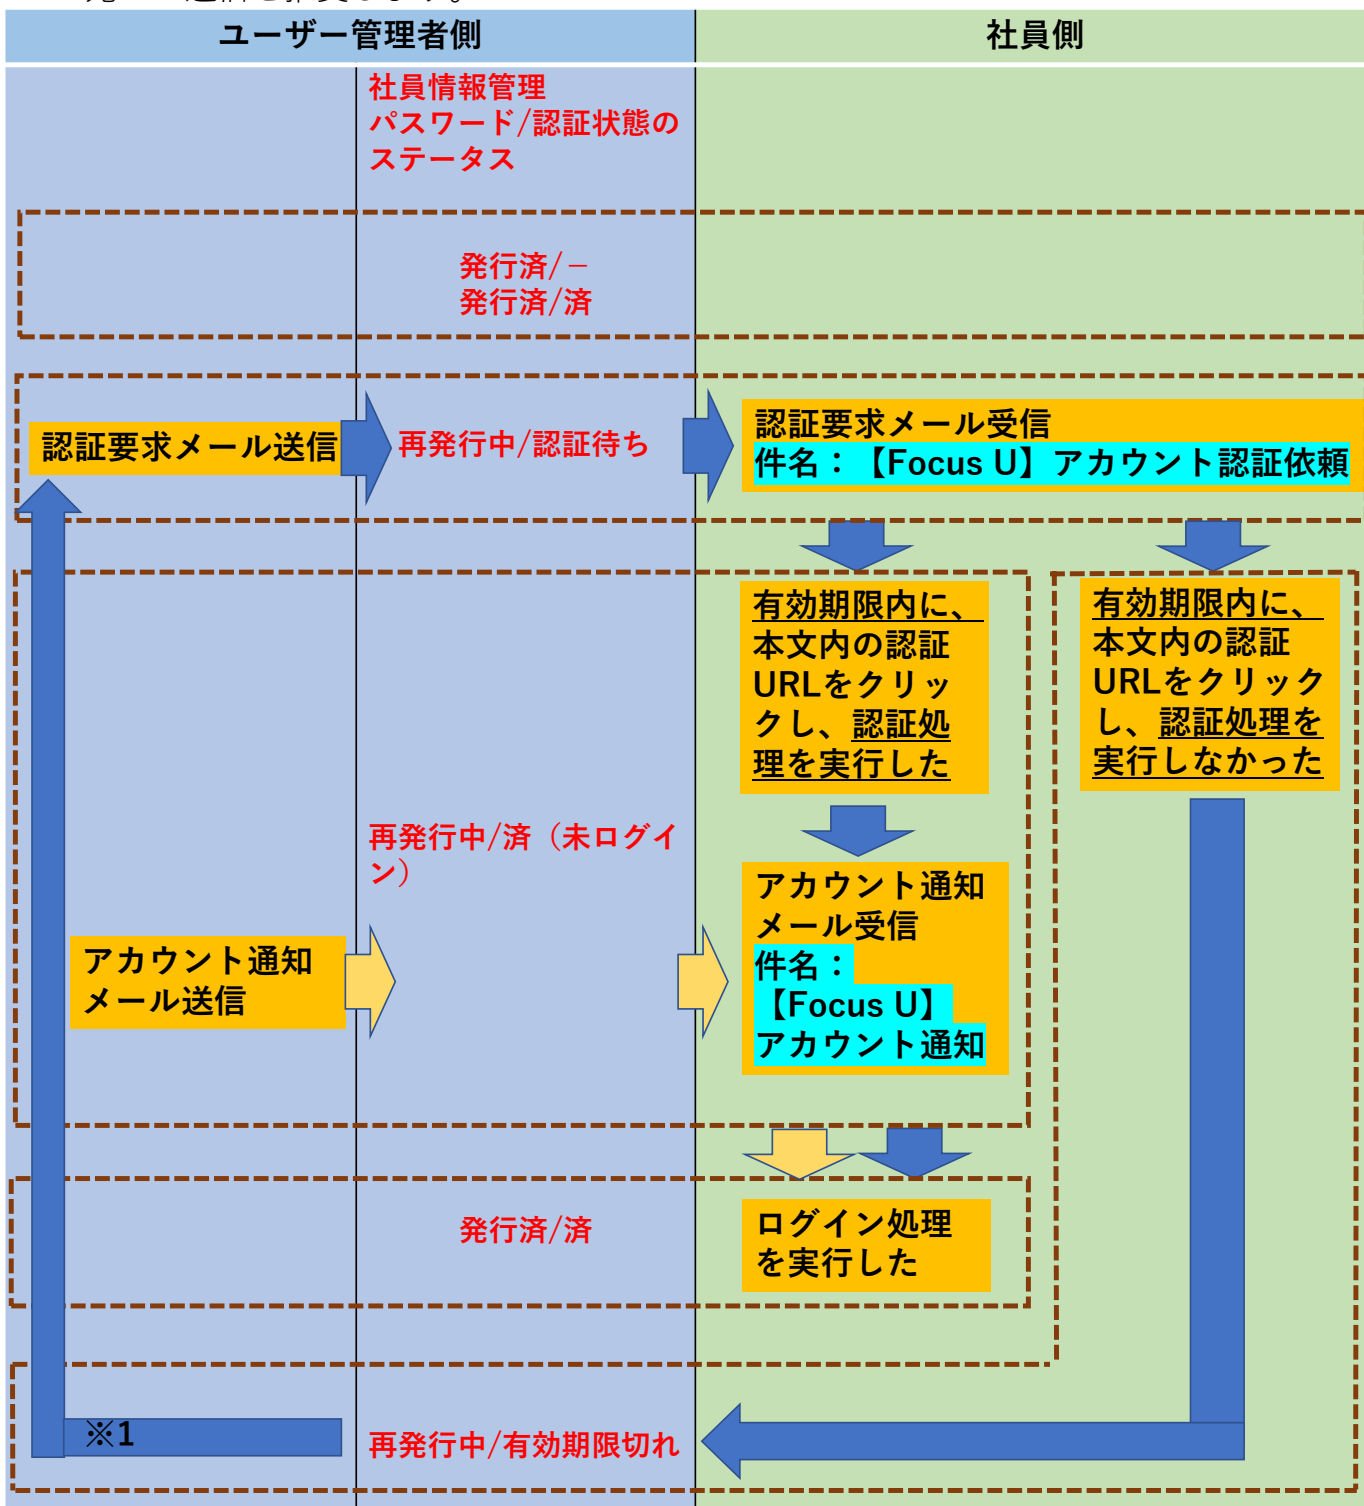 ユーザー管理者側
社員側
社員情報管理
パスワード/認証状態の
ステータス
発行済/－
発行済/済
認証要求メール送信
再発行中/認証待ち
認証要求メール受信
件名：【Focus U】アカウント認証依頼
有効期限内に、
本文内の認証
URLをクリッ
クし、認証処
理を実行した
有効期限内に、
本文内の認証
URLをクリック
し、認証処理を
実行しなかった
再発行中/済（未ログイ
ン）
アカウント通知
メール送信
アカウント通知
メール受信
件名：
【Focus U】
アカウント通知
発行済/済
ログイン処理
を実行した
※1
再発行中/有効期限切れ